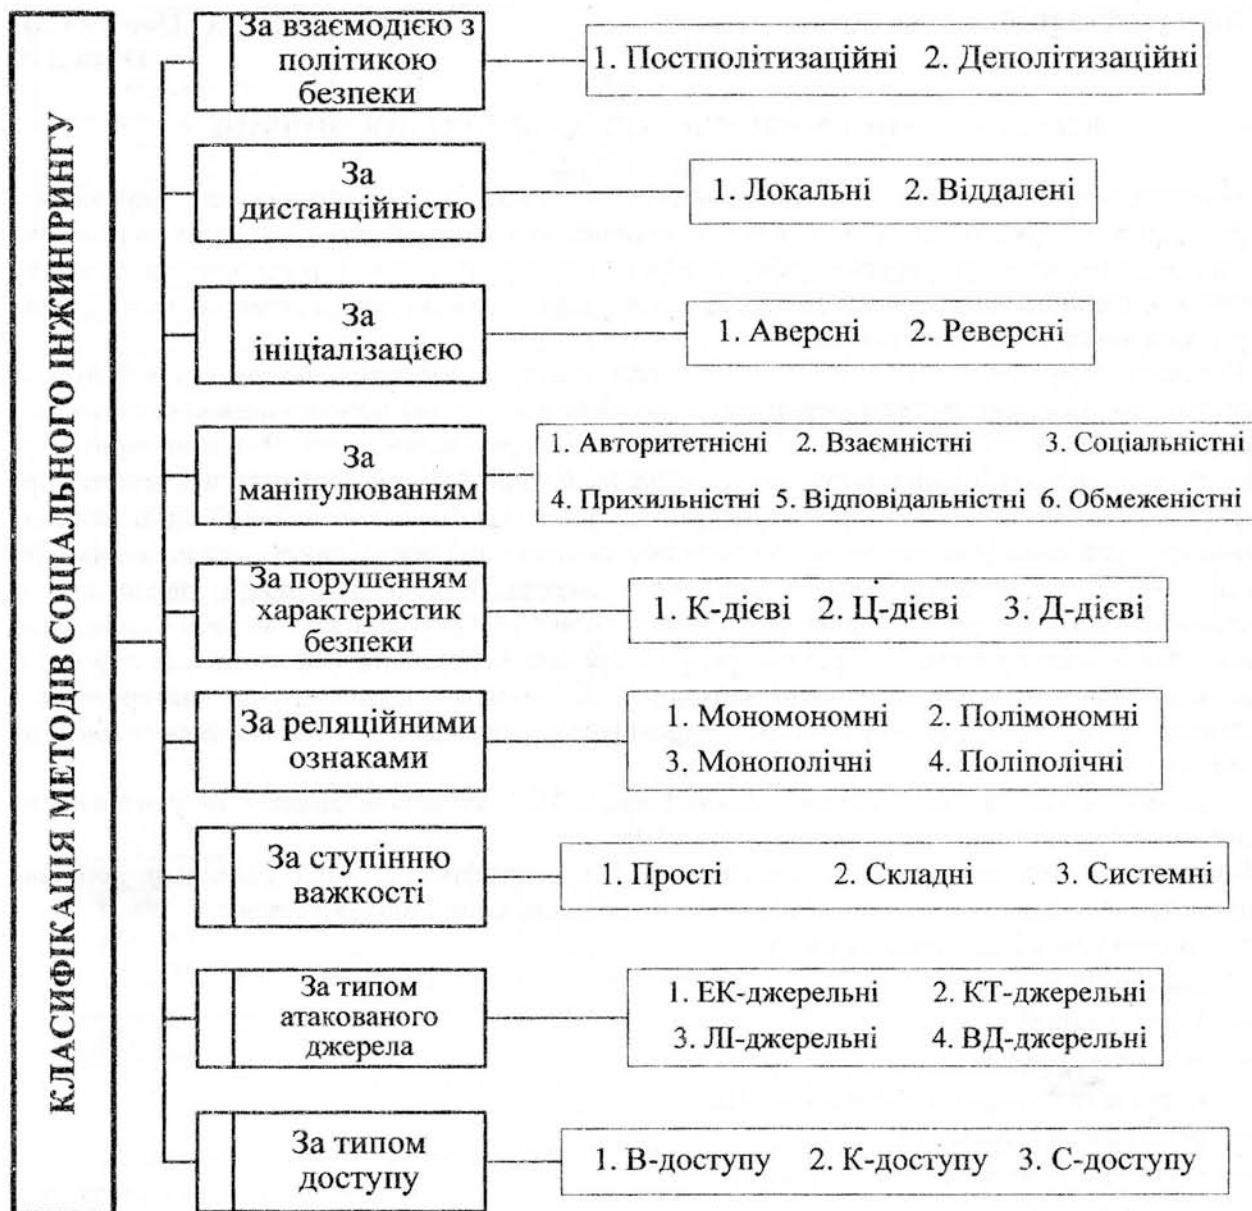 КЛАСИФІКАЦІЯ МЕТОДІВ СОЦІАЛЬНОГО ІНЖИНІРИНГУ
За взаємодією з
політикою
безпеки
1. Постполітизаційні 2. Деполітизаційні
За
дистанційністю
1. Локальні 2. Віддалені
За
ініціалізацією
1. Аверсні 2. Реверсні
За
маніпулюванням
1. Авторитетнісні 2. Взаємністні 3. Соціальністні
4. Прихильністні 5. Відповідальністні 6. Обмеженістні
За порушенням
характеристик
безпеки
1. К-дієві 2. Ц-дієві 3. Д-дієві
За реляційними
ознаками
1. Мономономні 2. Полімономні
3. Монополічні 4. Поліполічні
За ступінню
важкості
1. Прості 2. Складні 3. Системні
За типом
атакованого
джерела
1. ЕК-джерельні 2. КТ-джерельні
3. ЛІ-джерельні 4. ВД-джерельні
За типом
доступу
1. В-доступу 2. К-доступу 3. С-доступу